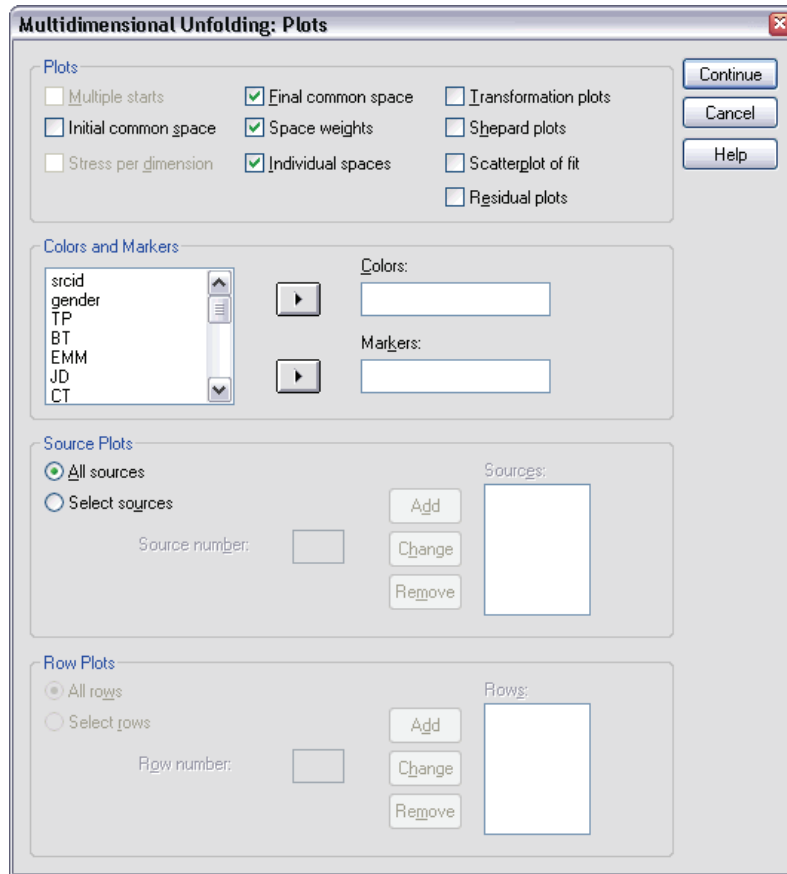 Multidimensional Unfolding: Plots
Plots
Multiple starts
Final common space
Transformation plots
Initial common space
Space weights
Shepard plots
Stress per dimension
Individual spaces
Scatterplot of fit
Residual plots
Continue
Cancel
Help
Colors and Markers
srcid
gender
TP
BT
EMM
JD
CT
Colors:
Markers:
Source Plots
All sources
Select sources
Source number:
Add
Change
Remove
Sources:
Row Plots
All rows
Select rows
Row number:
Add
Change
Remove
Rows: